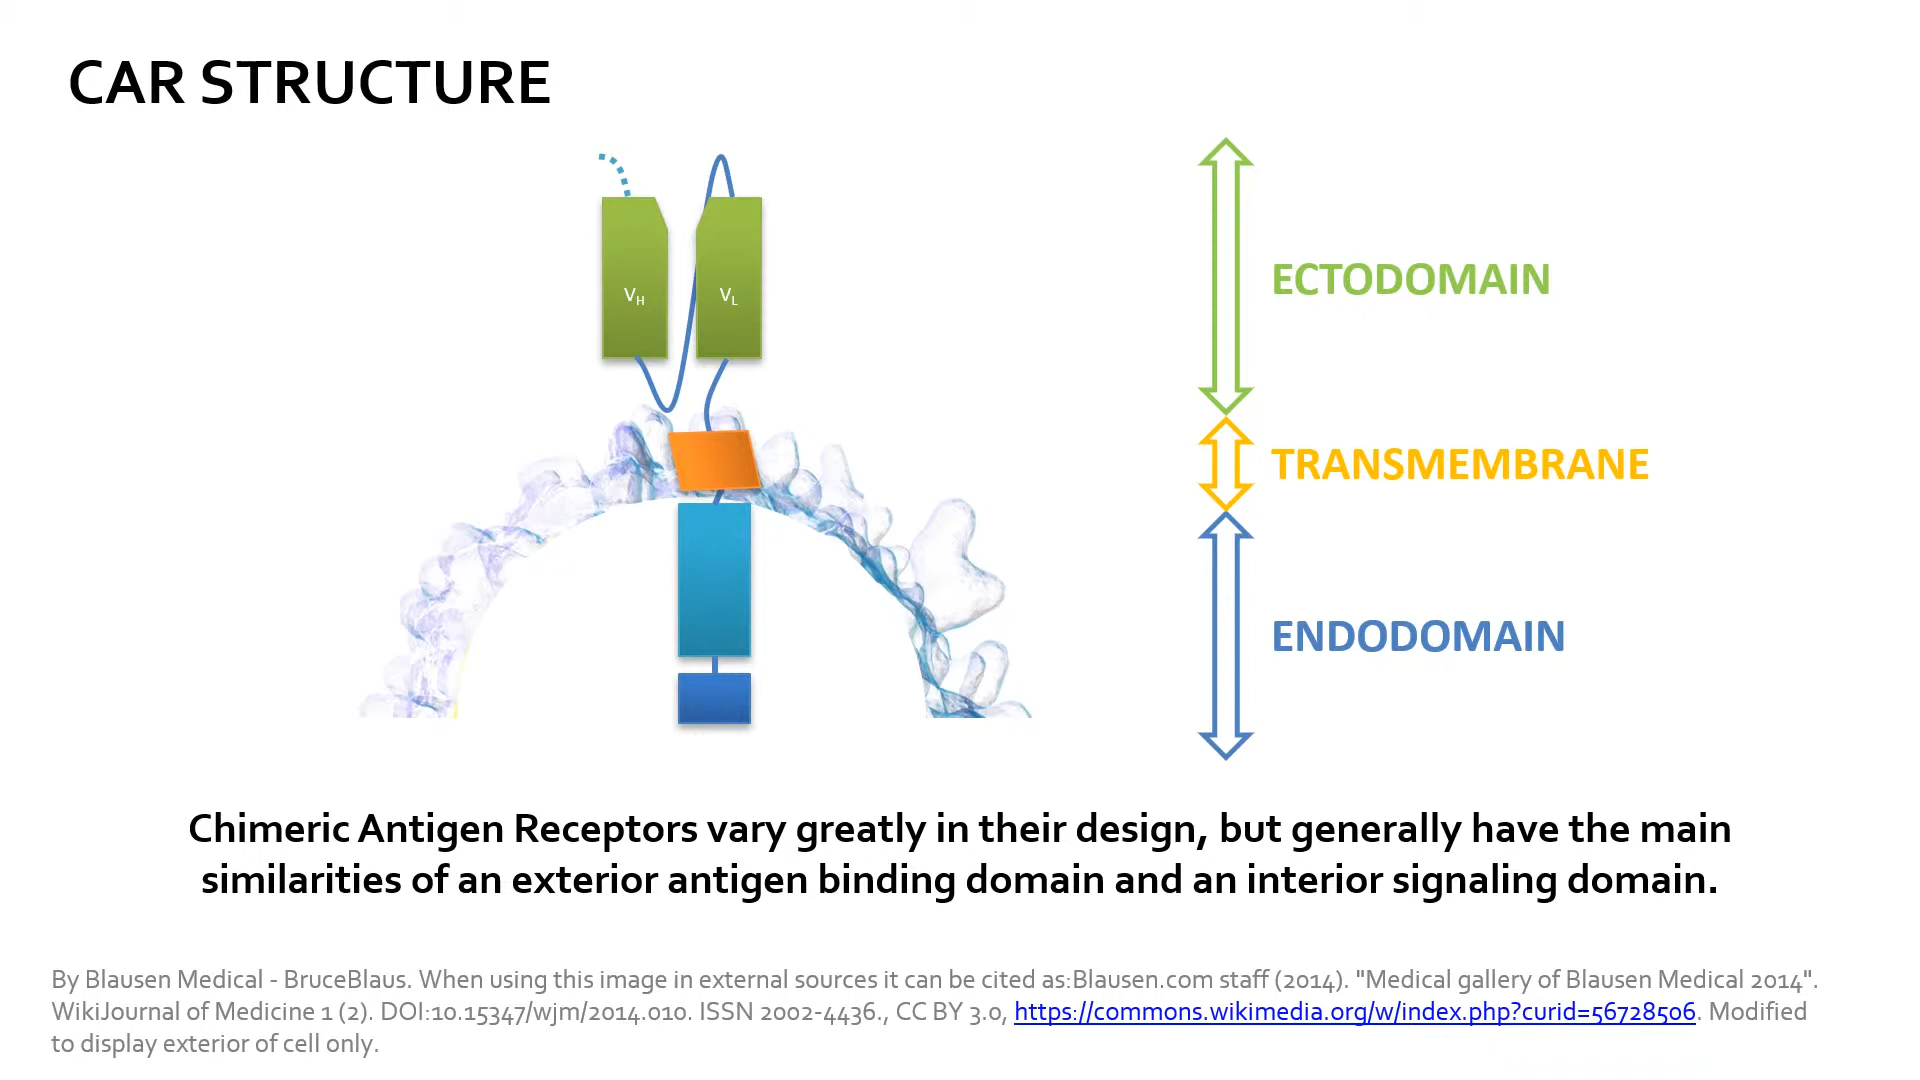 CAR STRUCTURE
V_H
V_L
ECTODOMAIN
TRANSMEMBRANE
ENDODOMAIN
Chimeric Antigen Receptors vary greatly in their design, but generally have the main
similarities of an exterior antigen binding domain and an interior signaling domain.
By Blausen Medical - BruceBlaus. When using this image in external sources it can be cited as:Blausen.com staff (2014). "Medical gallery of Blausen Medical 2014".
WikiJournal of Medicine 1 (2). DOI:10.15347/wjm/2014.010. ISSN 2002-4436., CC BY 3.0, https://commons.wikimedia.org/w/index.php?curid=56728506. Modified
to display exterior of cell only.